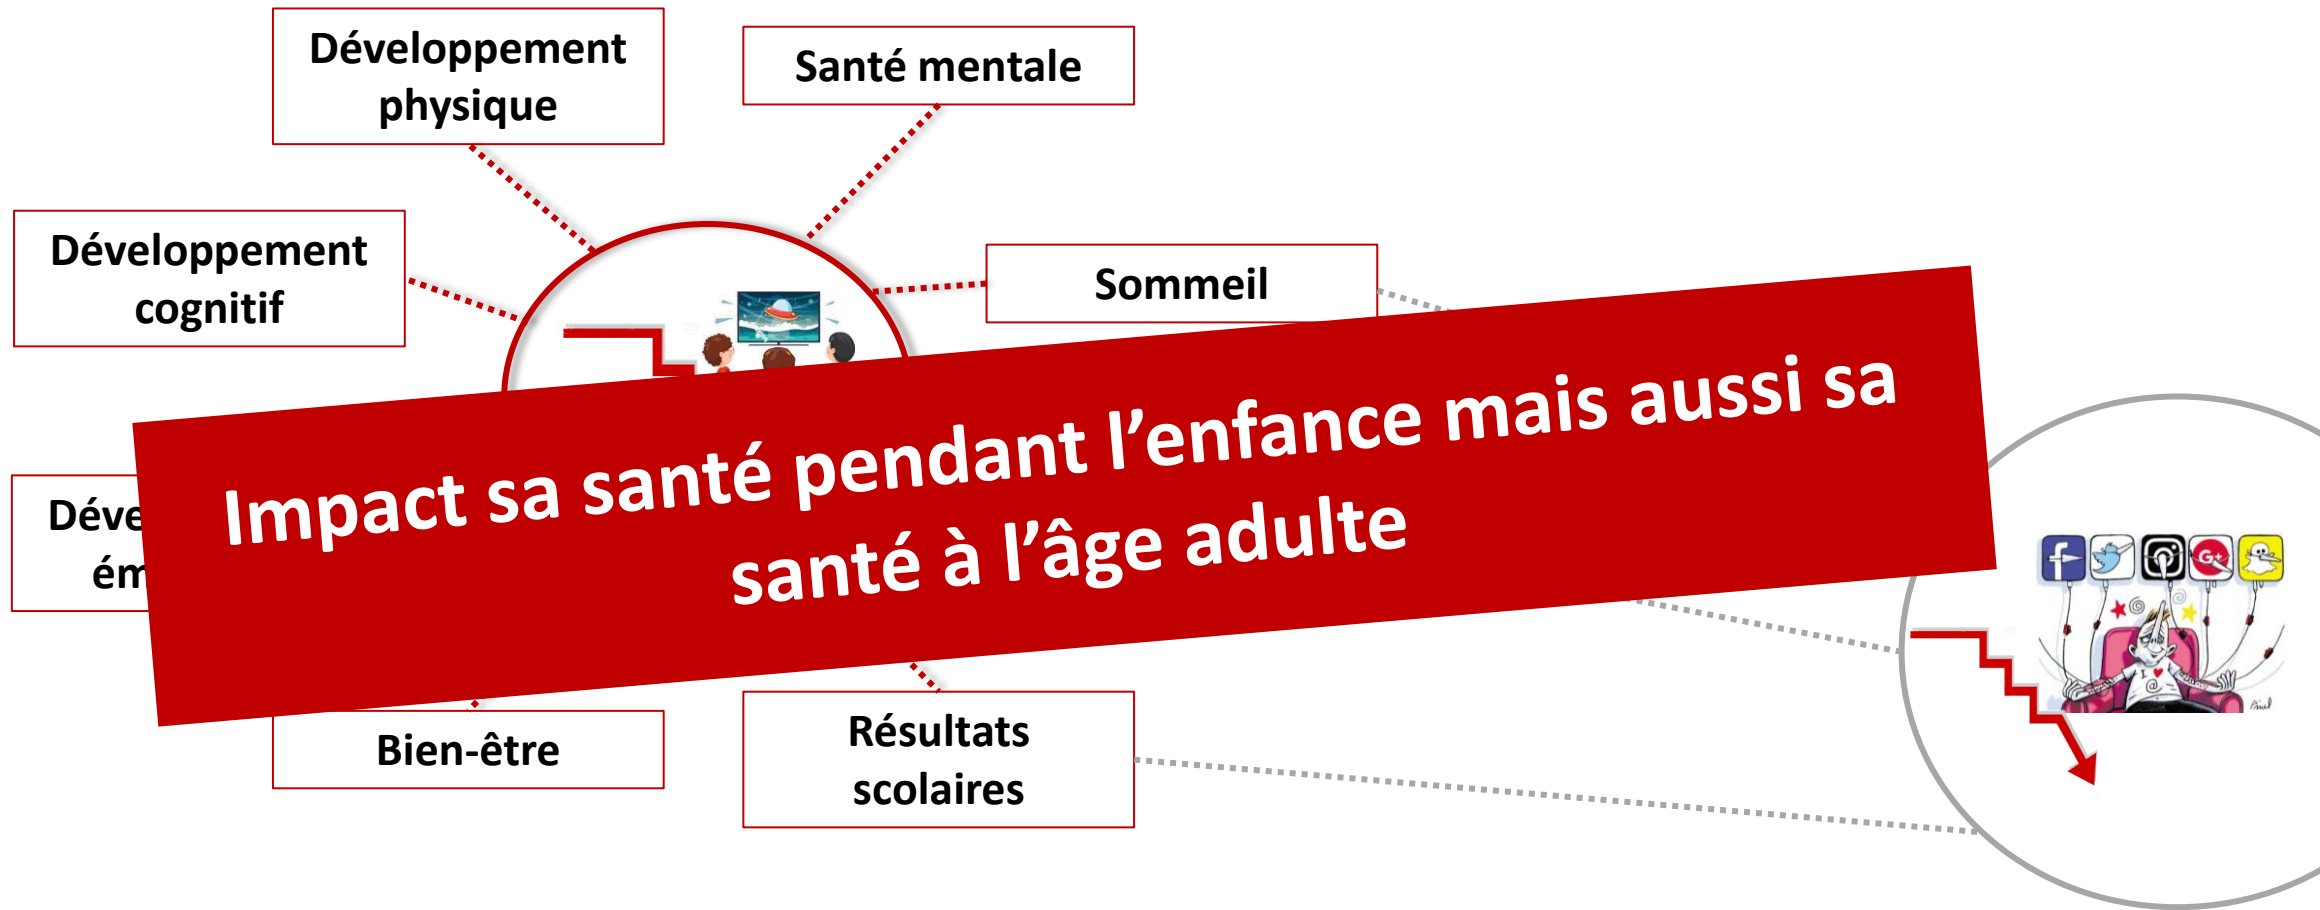 Développement
physique
Santé mentale
Développement
cognitif
Sommeil
Impact sa santé pendant l’enfance mais aussi sa
santé à l’âge adulte
Bien-être
Résultats
scolaires
G+
I
@